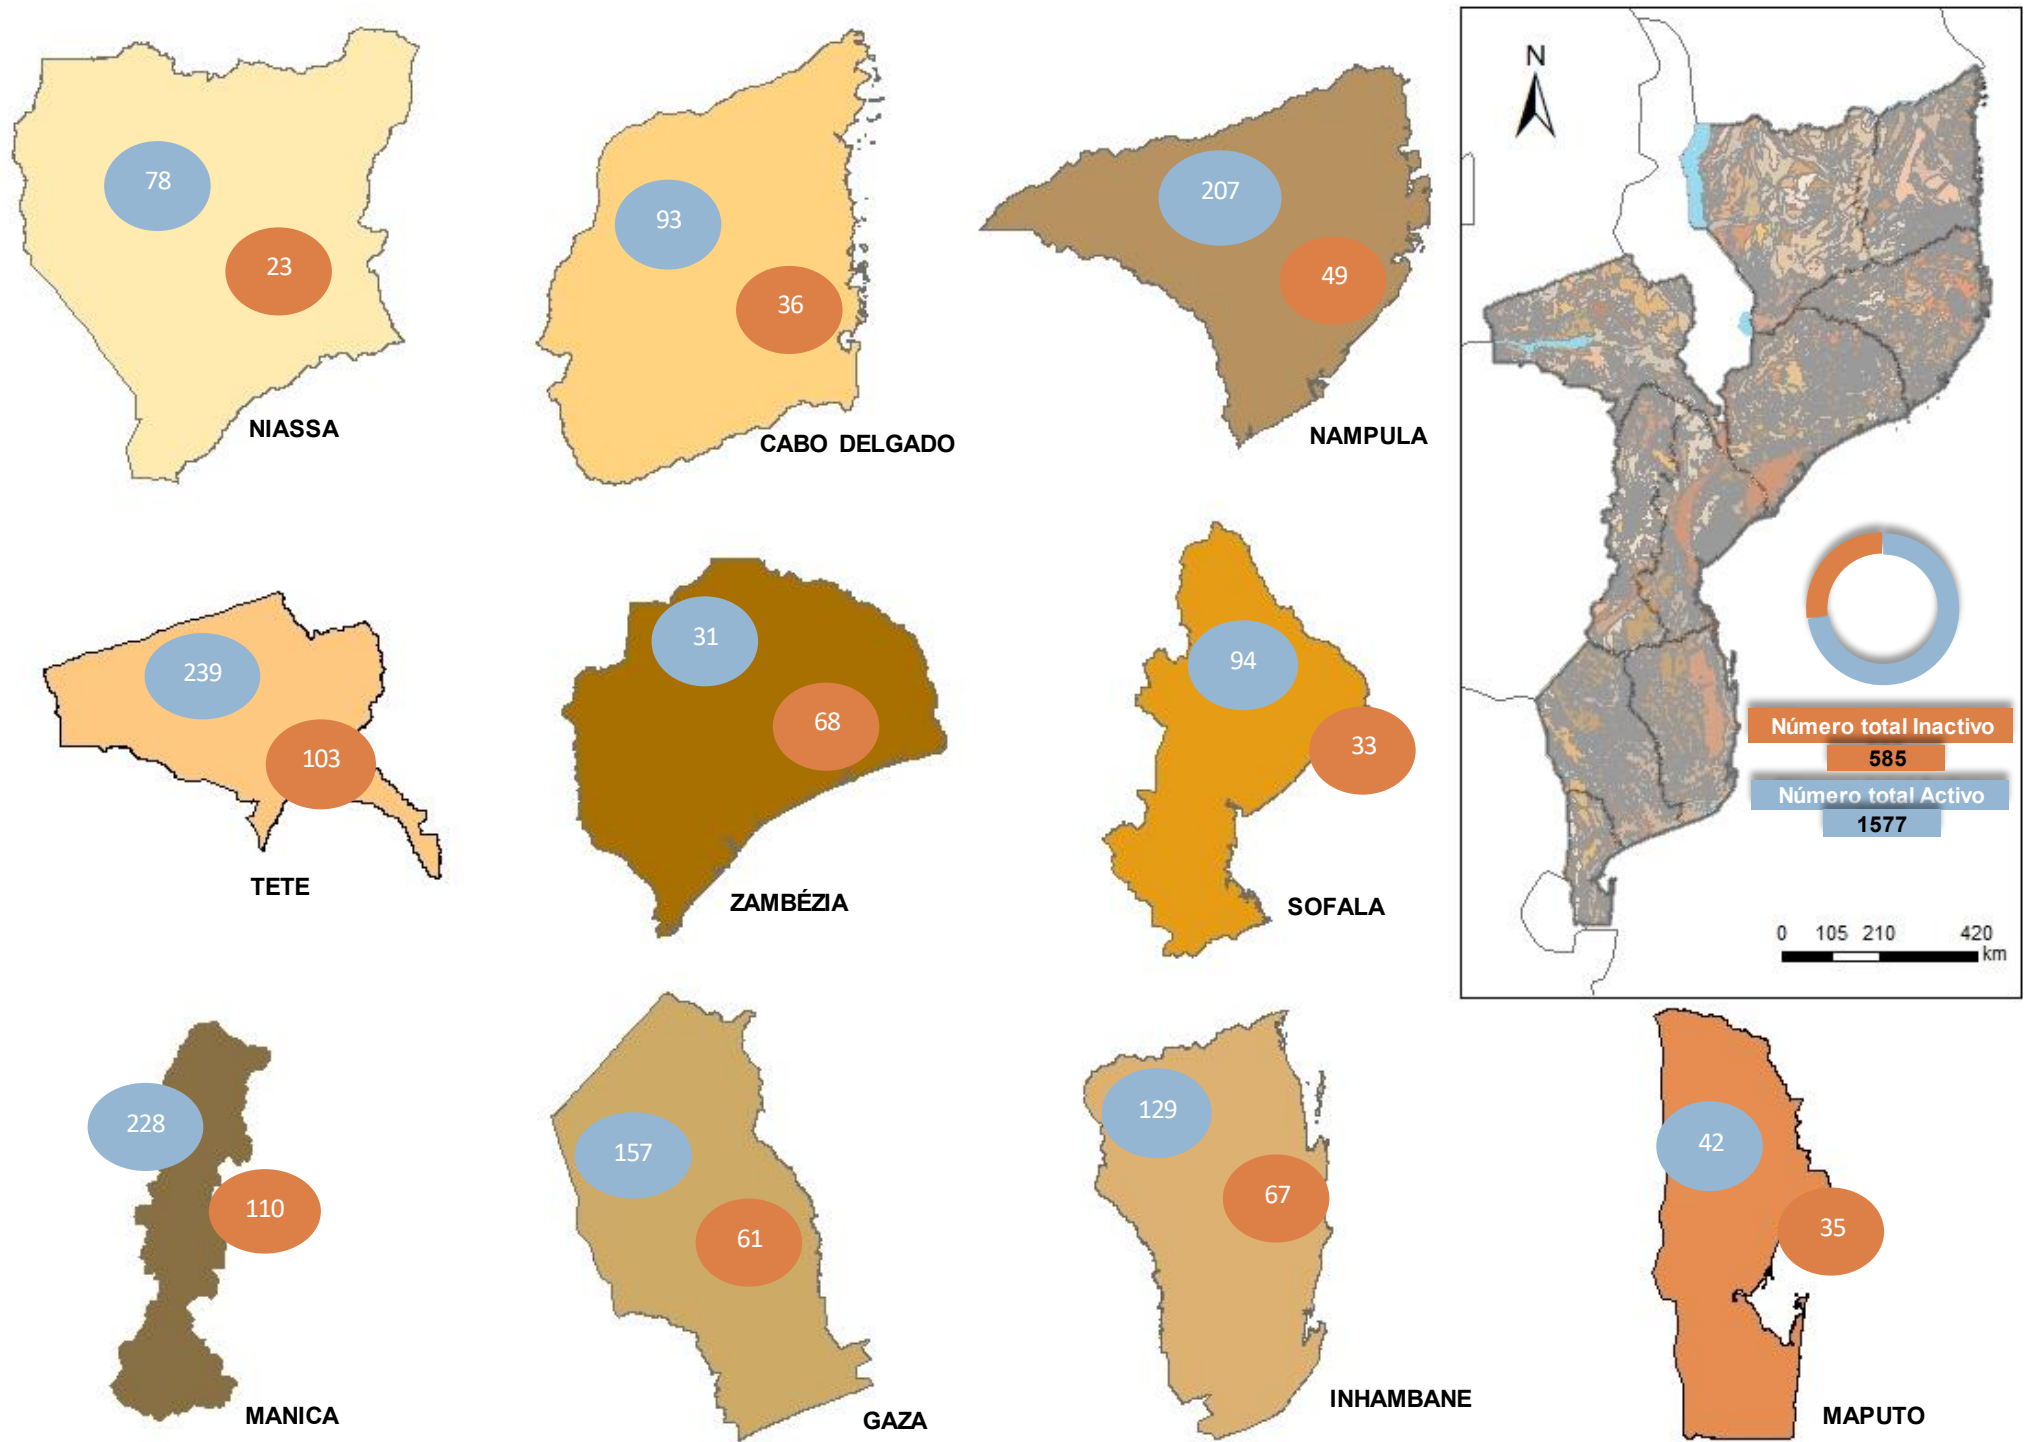 78
23
NIASSA
93
36
CABO DELGADO
207
49
NAMPULA
N
239
103
TETE
31
68
ZAMBÉZIA
94
33
SOFALA
Número total Inactivo
585
Número total Activo
1577
0 105 210 420
km
228
110
MANICA
157
61
GAZA
129
67
INHAMBANE
42
35
MAPUTO